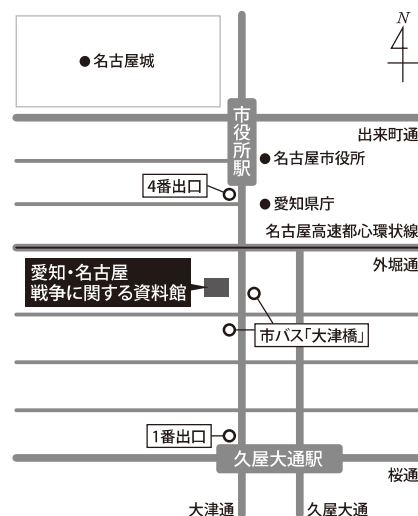 N
●名古屋城
市役所駅
出来町通
●名古屋市役所
4番出口
●愛知県庁
名古屋高速都心環状線
外堀通
愛知・名古屋
戦争に関する資料館
市バス「大津橋」
1番出口
久屋大通駅
桜通
大津通
久屋大通